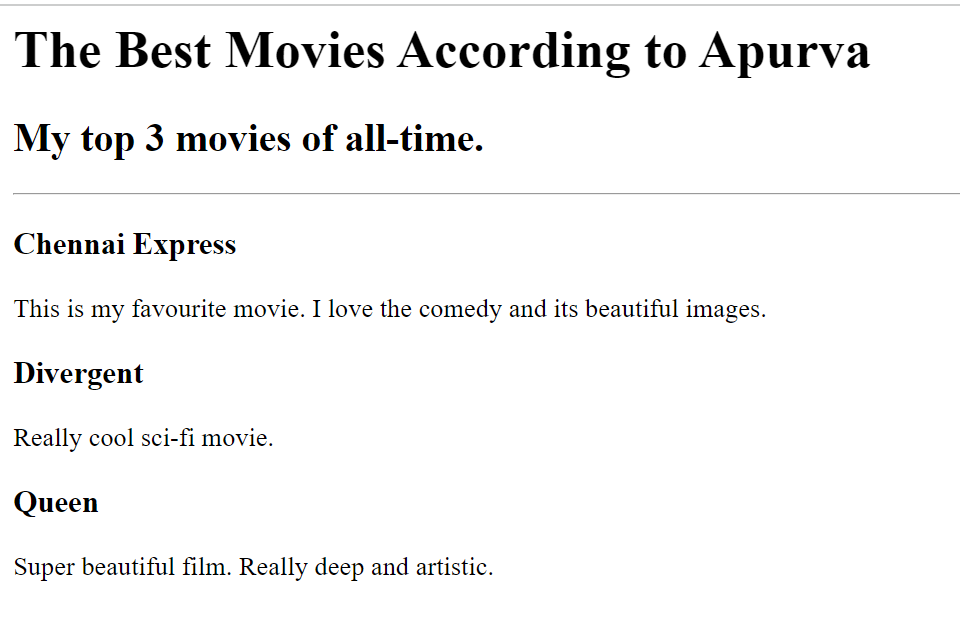 The Best Movies According to Apurva
My top 3 movies of all-time.
Chennai Express
This is my favourite movie. I love the comedy and its beautiful images.
Divergent
Really cool sci-fi movie.
Queen
Super beautiful film. Really deep and artistic.